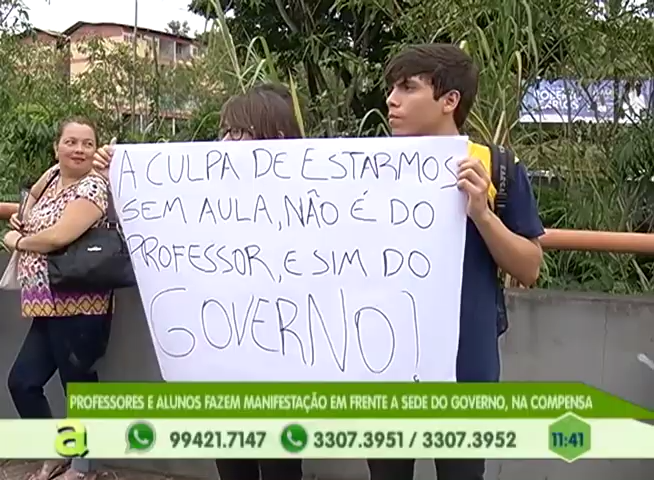 A CULPA DE ESTARMOS
SEM AULA, NÃO É DO
PROFESSOR, E SIM DO
GOVERNO!
PROFESSORES E ALUNOS FAZEM MANIFESTAÇÃO EM FRENTE A SEDE DO GOVERNO, NA COMPENSA
a 99421.7147 3307.3951 / 3307.3952 11:41